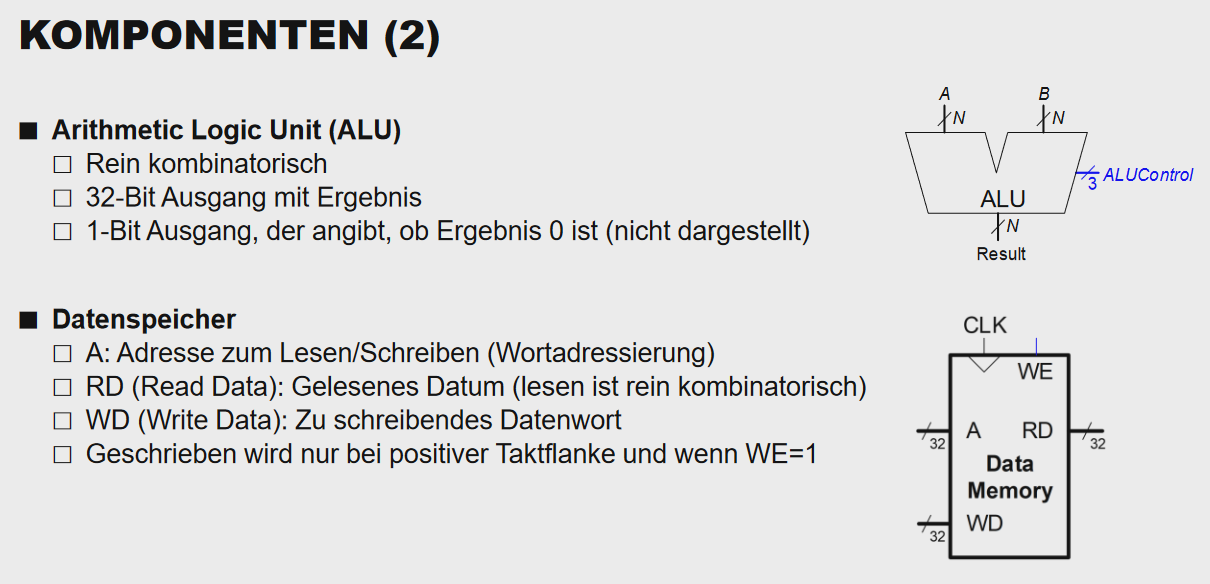 KOMPONENTEN (2)
Arithmetic Logic Unit (ALU)
Rein kombinatorisch
32-Bit Ausgang mit Ergebnis
1-Bit Ausgang, der angibt, ob Ergebnis 0 ist (nicht dargestellt)
A
B
N
N
3
ALUControl
ALU
N
Result
Datenspeicher
A: Adresse zum Lesen/Schreiben (Wortadressierung)
RD (Read Data): Gelesenes Datum (lesen ist rein kombinatorisch)
WD (Write Data): Zu schreibendes Datenwort
Geschrieben wird nur bei positiver Taktflanke und wenn WE=1
CLK
WE
A
RD
32
32
Data
Memory
WD
32